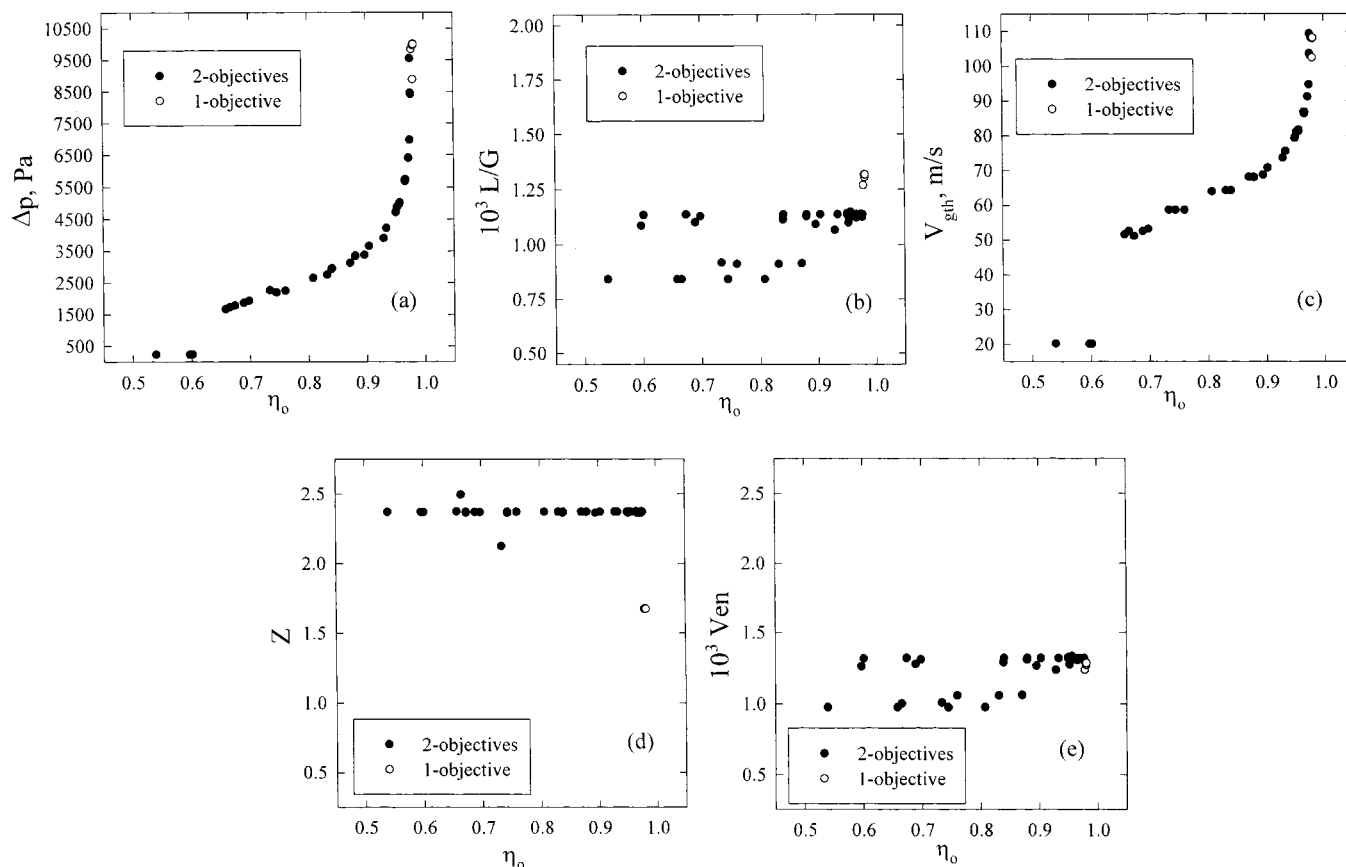 10500
9500
8500
7500
6500
5500
4500
3500
2500
1500
500
Δp, Pa
2-objectives
1-objective
(a)
0.5 0.6 0.7 0.8 0.9 1.0
ηₒ
2.00
1.75
1.50
1.25
1.00
0.75
0.50
10³ L/G
2-objectives
1-objective
(b)
0.5 0.6 0.7 0.8 0.9 1.0
ηₒ
110
100
90
80
70
60
50
40
30
20
V_gth, m/s
2-objectives
1-objective
(c)
0.5 0.6 0.7 0.8 0.9 1.0
ηₒ
2.5
2.0
1.5
1.0
0.5
Z
2-objectives
1-objective
(d)
0.5 0.6 0.7 0.8 0.9 1.0
ηₒ
2.5
2.0
1.5
1.0
0.5
10³ Ven
2-objectives
1-objective
(e)
0.5 0.6 0.7 0.8 0.9 1.0
ηₒ